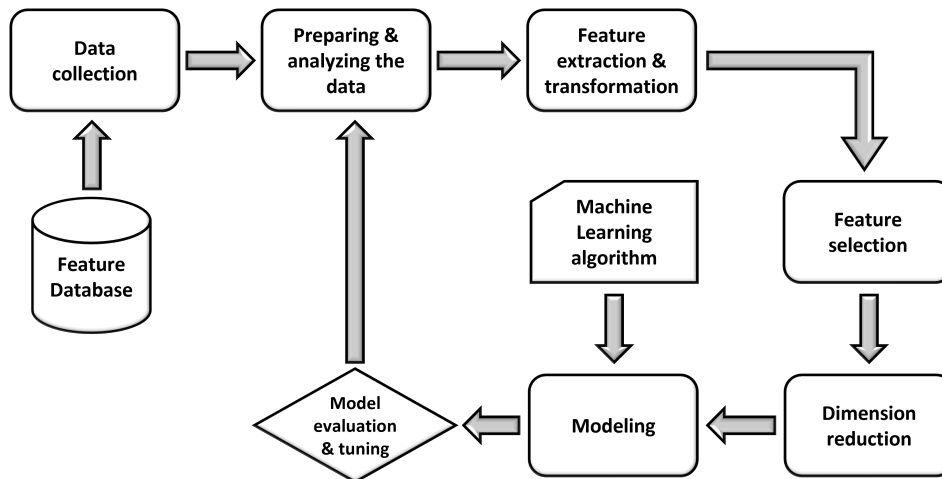 Data
collection
Preparing &
analyzing the
data
Feature
extraction &
transformation
Machine
Learning
algorithm
Feature
selection
Feature
Database
Model
evaluation
& tuning
Modeling
Dimension
reduction